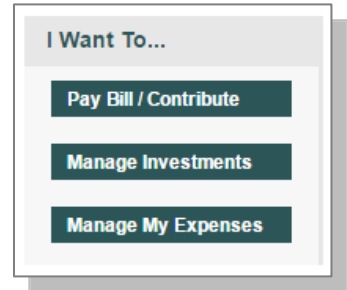 I Want To...
Pay Bill / Contribute
Manage Investments
Manage My Expenses